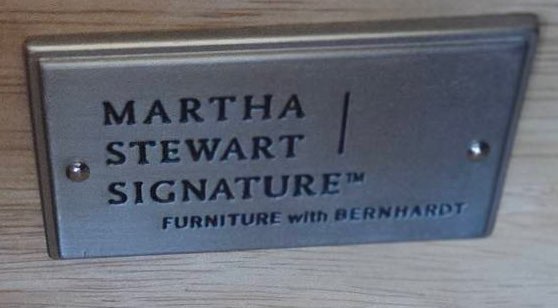 MARTHA
STEWART
SIGNATURE™
FURNITURE with BERNHARDT